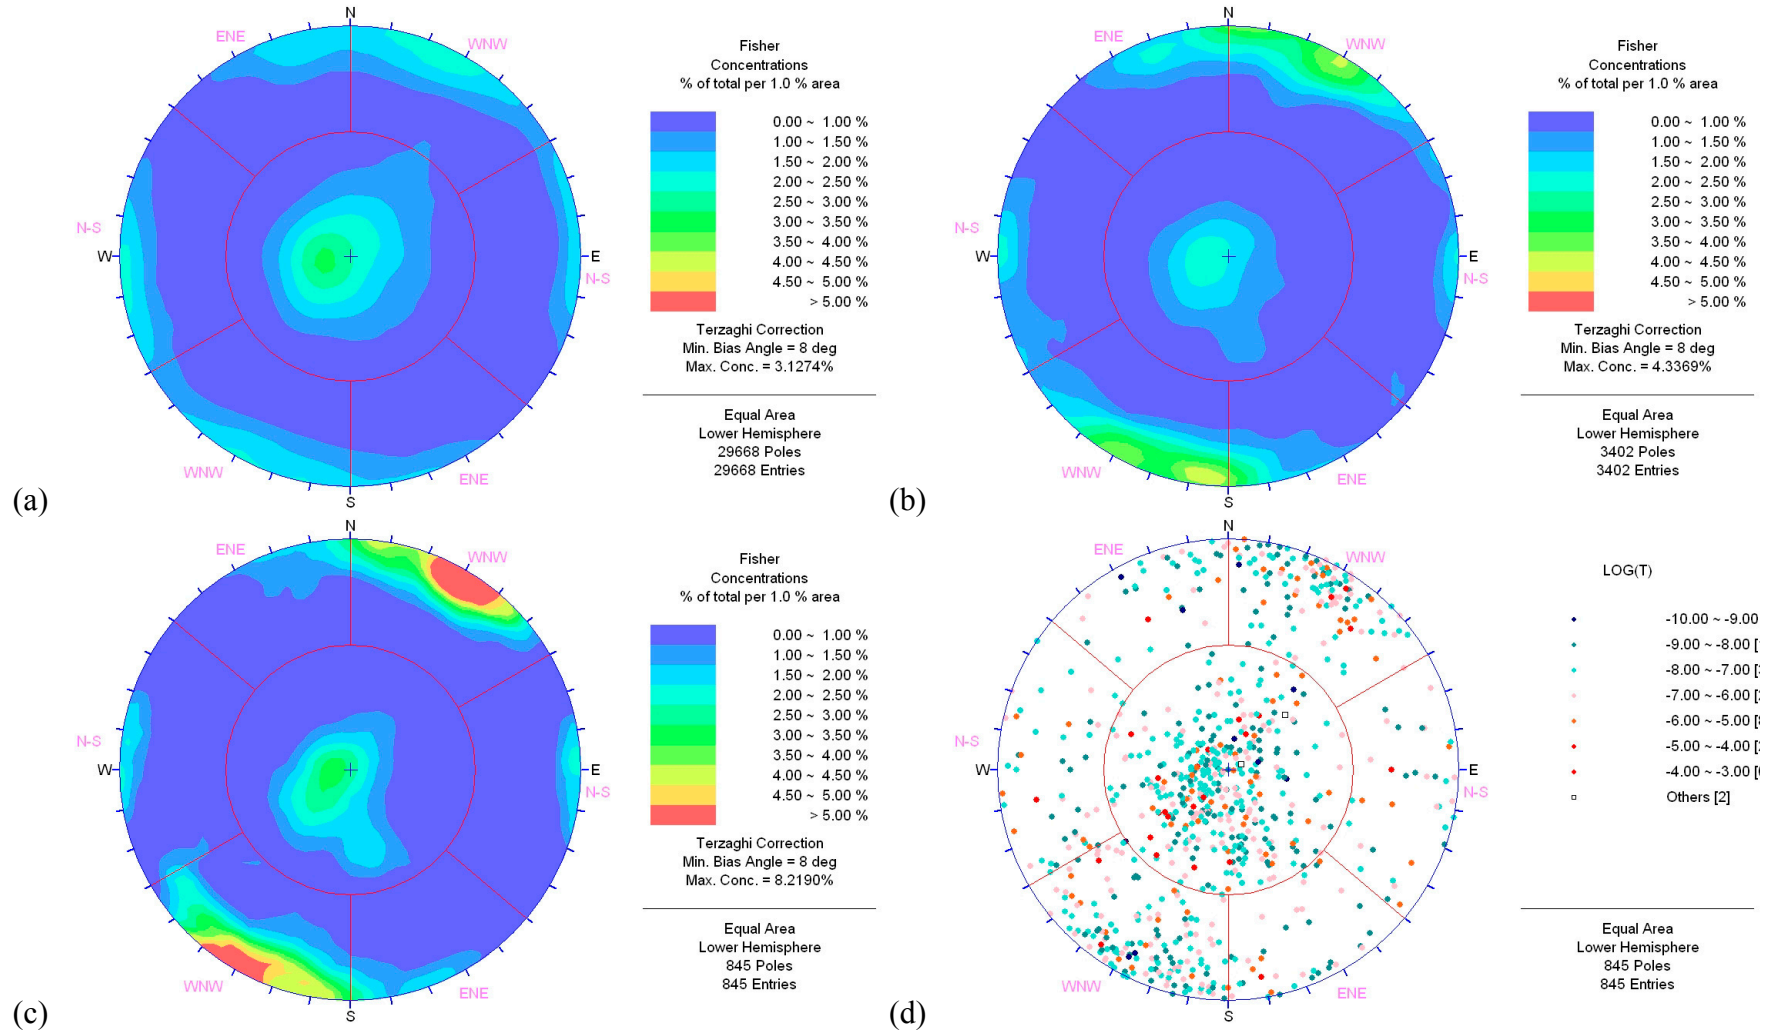 N
ENE
WNW
N-S
W
E
N-S
WNW
ENE
S
(a)
Fisher
Concentrations
% of total per 1.0 % area
0.00 ~ 1.00 %
1.00 ~ 1.50 %
1.50 ~ 2.00 %
2.00 ~ 2.50 %
2.50 ~ 3.00 %
3.00 ~ 3.50 %
3.50 ~ 4.00 %
4.00 ~ 4.50 %
4.50 ~ 5.00 %
> 5.00 %
Terzaghi Correction
Min. Bias Angle = 8 deg
Max. Conc. = 3.1274%
Equal Area
Lower Hemisphere
29668 Poles
29668 Entries
N
ENE
WNW
N-S
W
E
N-S
WNW
ENE
S
(b)
Fisher
Concentrations
% of total per 1.0 % area
0.00 ~ 1.00 %
1.00 ~ 1.50 %
1.50 ~ 2.00 %
2.00 ~ 2.50 %
2.50 ~ 3.00 %
3.00 ~ 3.50 %
3.50 ~ 4.00 %
4.00 ~ 4.50 %
4.50 ~ 5.00 %
> 5.00 %
Terzaghi Correction
Min. Bias Angle = 8 deg
Max. Conc. = 4.3369%
Equal Area
Lower Hemisphere
3402 Poles
3402 Entries
N
ENE
WNW
N-S
W
E
N-S
WNW
ENE
S
(c)
Fisher
Concentrations
% of total per 1.0 % area
0.00 ~ 1.00 %
1.00 ~ 1.50 %
1.50 ~ 2.00 %
2.00 ~ 2.50 %
2.50 ~ 3.00 %
3.00 ~ 3.50 %
3.50 ~ 4.00 %
4.00 ~ 4.50 %
4.50 ~ 5.00 %
> 5.00 %
Terzaghi Correction
Min. Bias Angle = 8 deg
Max. Conc. = 8.2190%
Equal Area
Lower Hemisphere
845 Poles
845 Entries
N
ENE
WNW
N-S
W
E
N-S
WNW
ENE
S
(d)
LOG(T)
-10.00 ~ -9.00
-9.00 ~ -8.00 [
-8.00 ~ -7.00 [
-7.00 ~ -6.00 [
-6.00 ~ -5.00 [
-5.00 ~ -4.00 [
-4.00 ~ -3.00 [
Others [2]
Equal Area
Lower Hemisphere
845 Poles
845 Entries